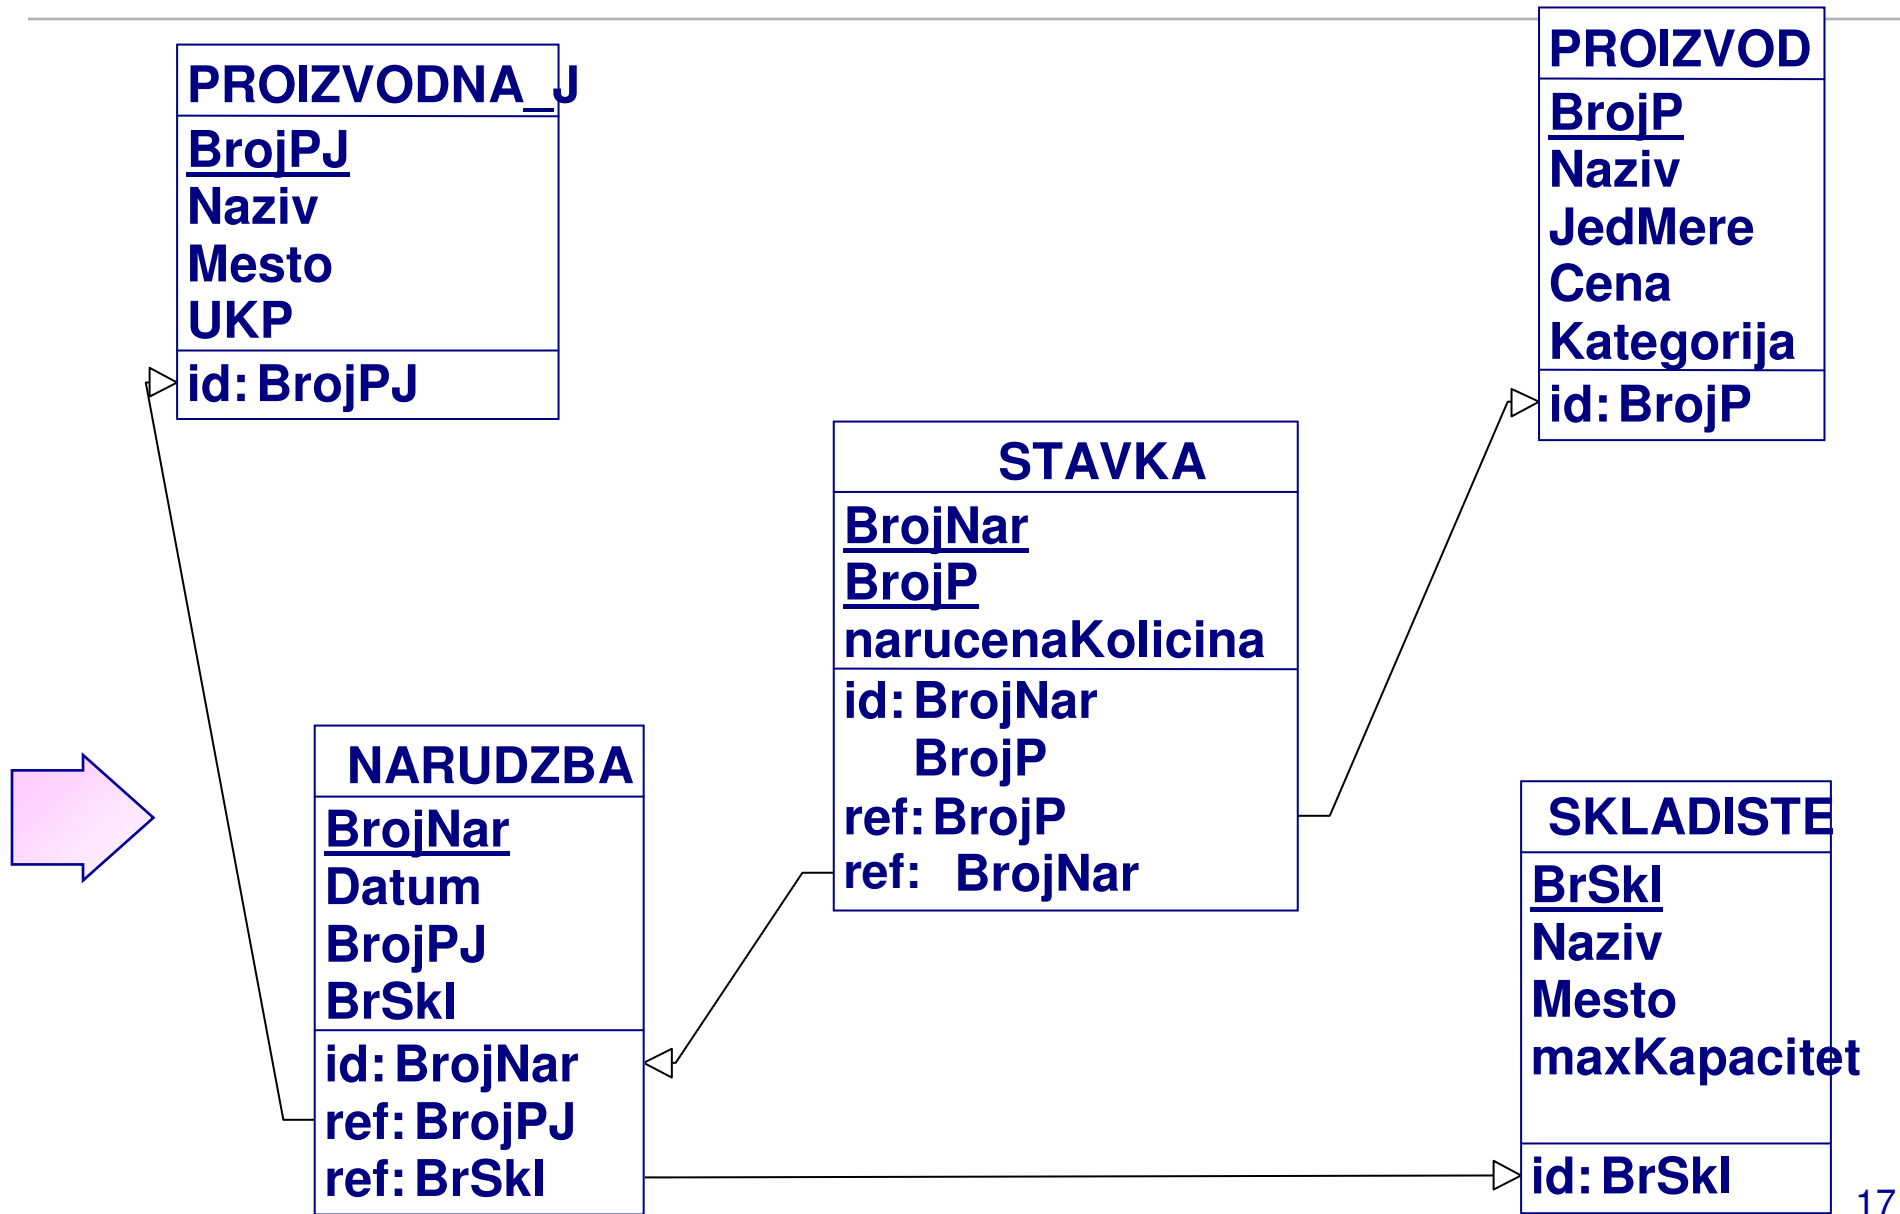 PROIZVODNA_J
BrojPJ
Naziv
Mesto
UKP
id: BrojPJ
PROIZVOD
BrojP
Naziv
JedMere
Cena
Kategorija
id: BrojP
STAVKA
BrojNar
BrojP
narucenaKolicina
id: BrojNar
BrojP
ref: BrojP
ref: BrojNar
NARUDZBA
BrojNar
Datum
BrojPJ
BrSkl
id: BrojNar
ref: BrojPJ
ref: BrSkl
SKLADISTE
BrSkl
Naziv
Mesto
maxKapacitet
id: BrSkl
17